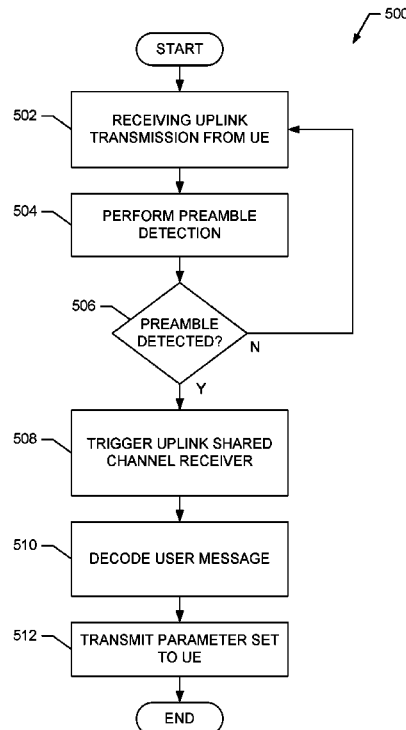 500
START
502
RECEIVING UPLINK
TRANSMISSION FROM UE
504
PERFORM PREAMBLE
DETECTION
506
PREAMBLE
DETECTED?
N
Y
508
TRIGGER UPLINK SHARED
CHANNEL RECEIVER
510
DECODE USER MESSAGE
512
TRANSMIT PARAMETER SET
TO UE
END